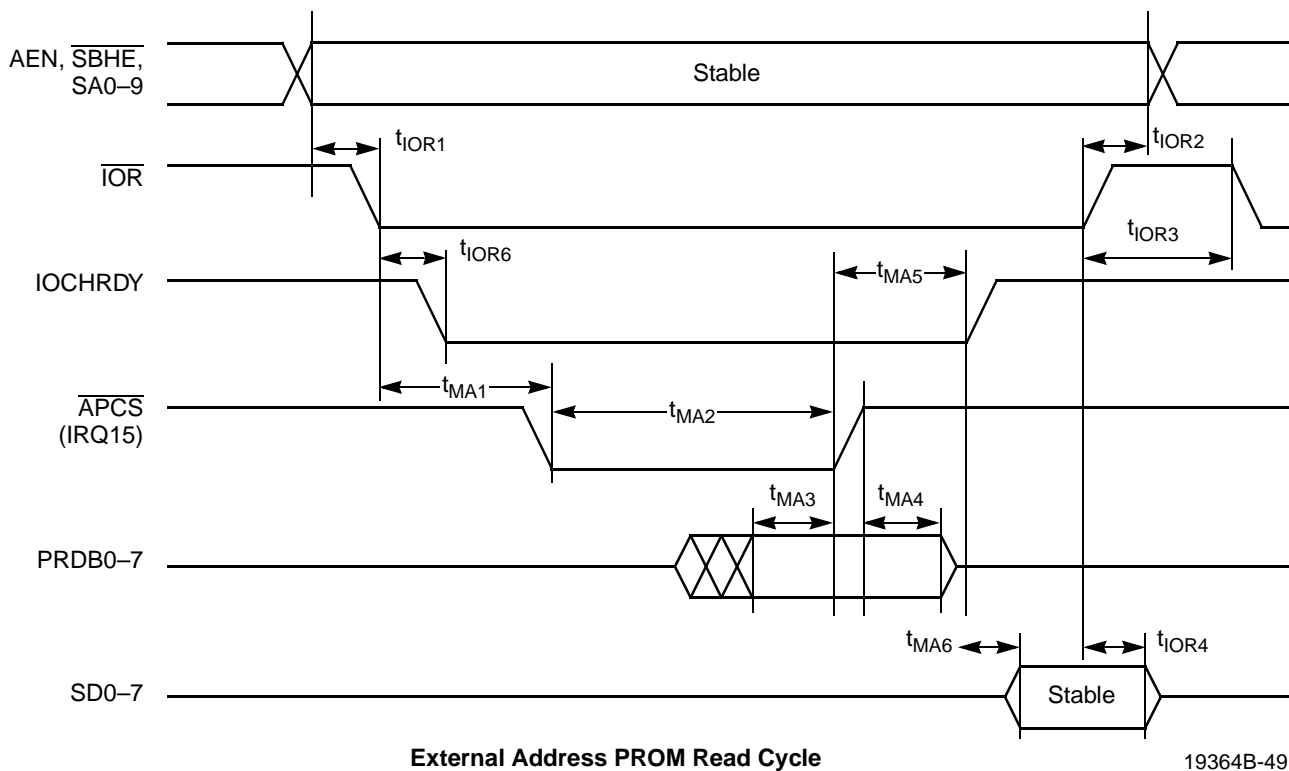 AEN, SBHE,
SA0–9
Stable
tIOR1
tIOR2
IOR
tIOR3
tIOR6
IOCHRDY
tMA5
tMA1
tMA2
APCS
(IRQ15)
tMA3
tMA4
PRDB0–7
tMA6
tIOR4
SD0–7
Stable
External Address PROM Read Cycle
19364B-49